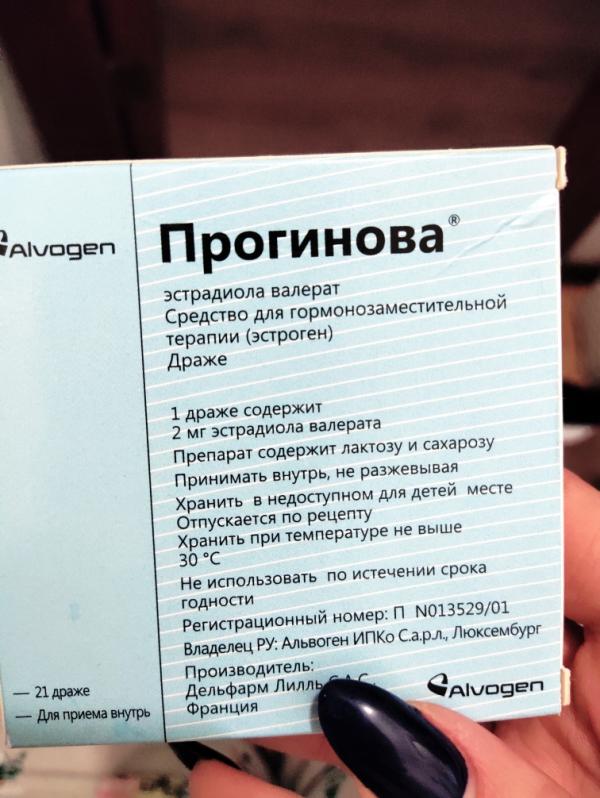 Alvogen
Прогинова®
эстрадиола валерат
Средство для гормонозаместительной
терапии (эстроген)
Драже
1 драже содержит
2 мг эстрадиола валерата
Препарат содержит лактозу и сахарозу
Принимать внутрь, не разжевывая
Хранить в недоступном для детей месте
Отпускается по рецепту
Хранить при температуре не выше
30 °C
Не использовать по истечении срока
годности
Регистрационный номер: П N013529/01
Владелец РУ: Альвоген ИПКо С.а.р.л., Люксембург
Производитель:
Дельфарм Лилль С.А.С.
Франция
— 21 драже
— Для приема внутрь
Alvogen